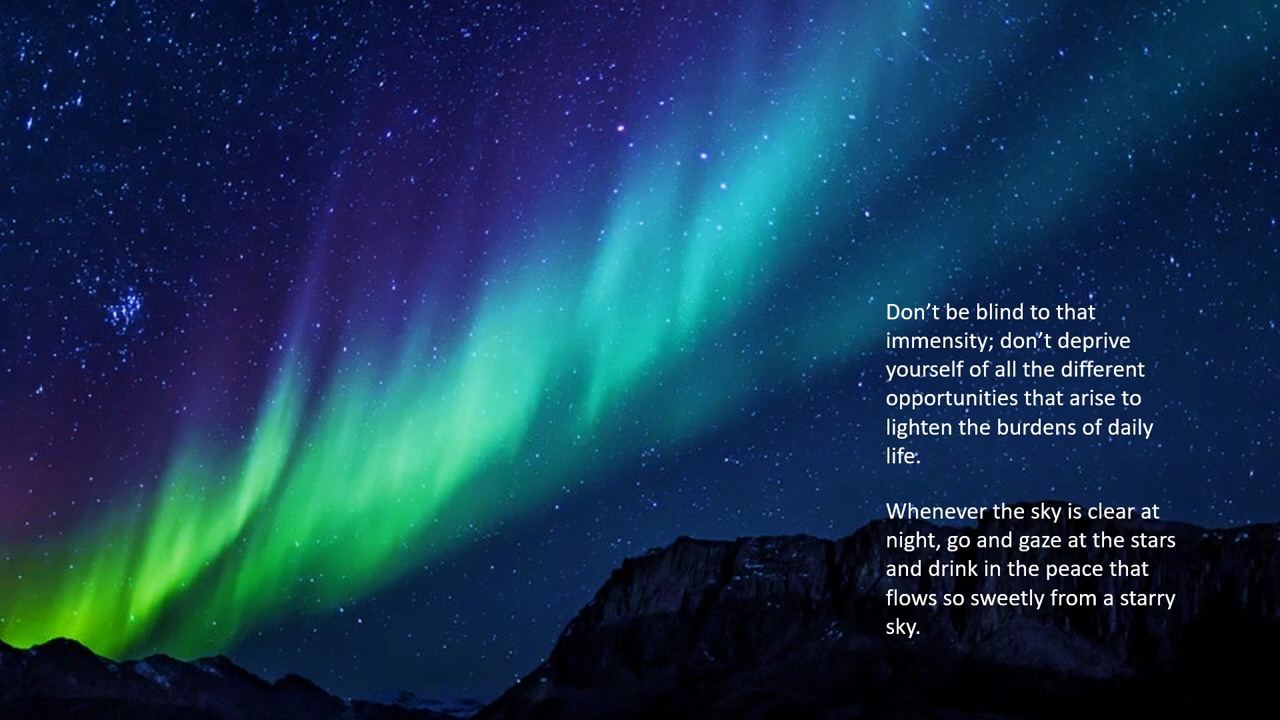 Don’t be blind to that
immensity; don’t deprive
yourself of all the different
opportunities that arise to
lighten the burdens of daily
life.
Whenever the sky is clear at
night, go and gaze at the stars
and drink in the peace that
flows so sweetly from a starry
sky.